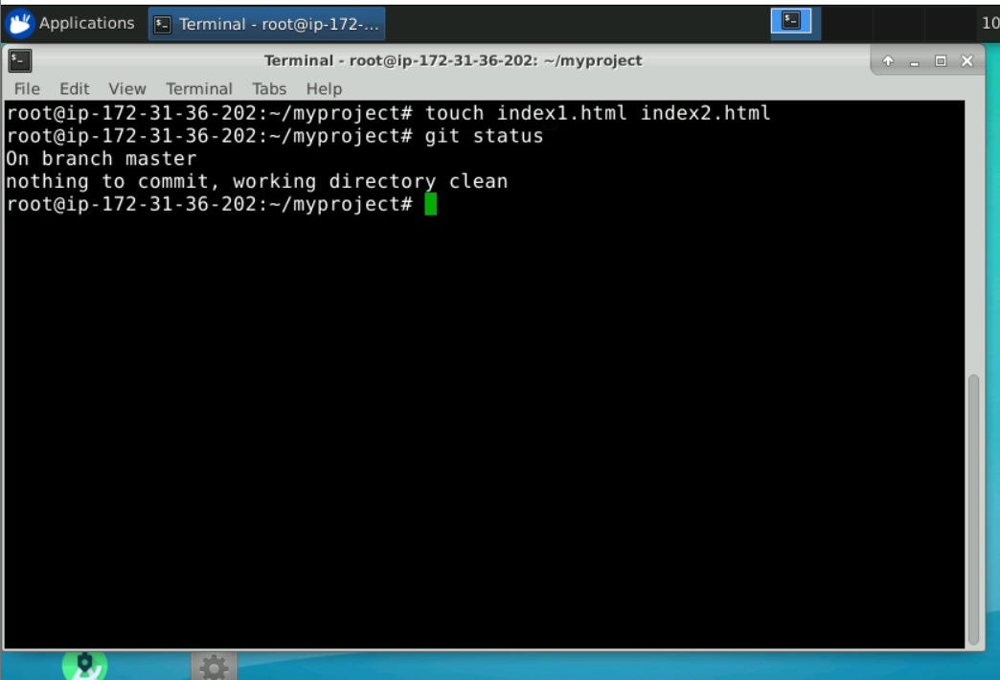 Applications Terminal - root@ip-172-... 10
Terminal - root@ip-172-31-36-202: ~/myproject
File Edit View Terminal Tabs Help
root@ip-172-31-36-202:~/myproject# touch index1.html index2.html
root@ip-172-31-36-202:~/myproject# git status
On branch master
nothing to commit, working directory clean
root@ip-172-31-36-202:~/myproject#